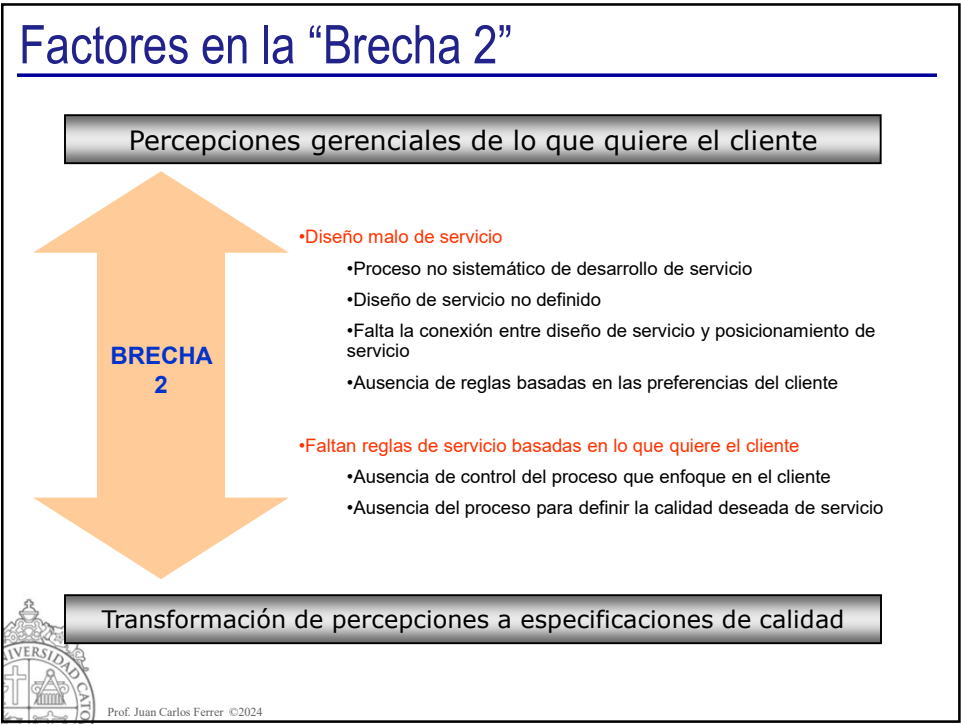 Factores en la “Brecha 2”
Percepciones gerenciales de lo que quiere el cliente
•Diseño malo de servicio
•Proceso no sistemático de desarrollo de servicio
•Diseño de servicio no definido
•Falta la conexión entre diseño de servicio y posicionamiento de
servicio
•Ausencia de reglas basadas en las preferencias del cliente
BRECHA
2
•Faltan reglas de servicio basadas en lo que quiere el cliente
•Ausencia de control del proceso que enfoque en el cliente
•Ausencia del proceso para definir la calidad deseada de servicio
Transformación de percepciones a especificaciones de calidad
Prof. Juan Carlos Ferrer ©2024